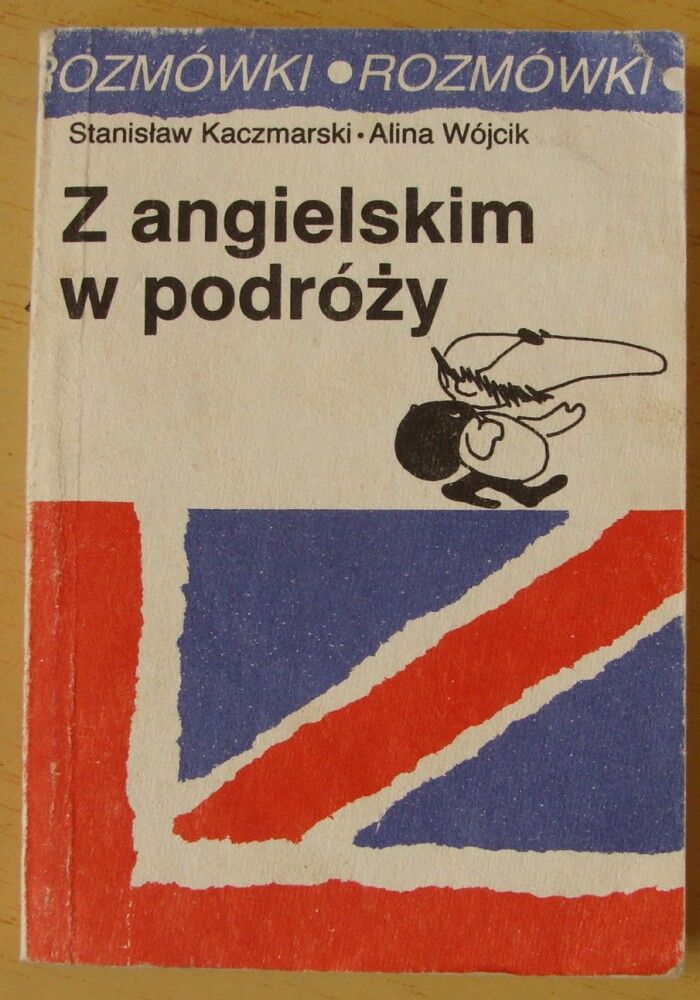 ROZMÓWKI • ROZMÓWKI •
Stanisław Kaczmarski • Alina Wójcik
Z angielskim
w podróży